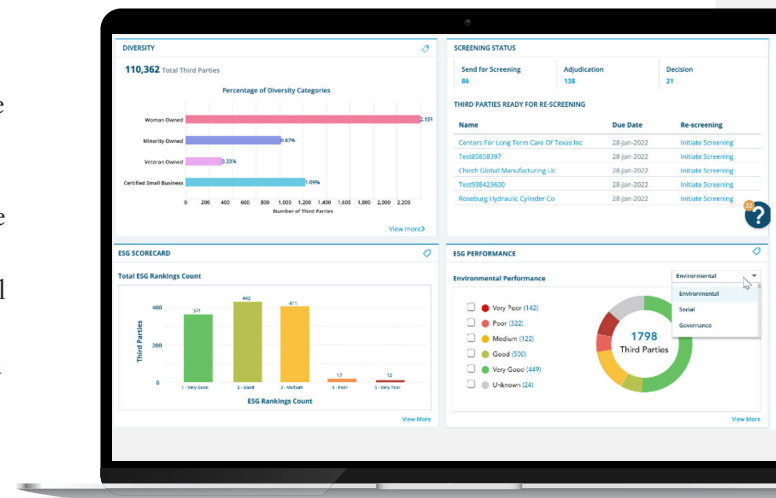 e
e
l
DIVERSITY
110,362 Total Third Parties
Percentage of Diversity Categories
Woman Owned
2.15%
Minority Owned
0.87%
Veteran Owned
0.33%
Certified Small Business
1.09%
0 200 400 600 800 1,000 1,200 1,400 1,600 1,800 2,000 2,200
Number of Third Parties
View more>
SCREENING STATUS
Send for Screening Adjudication Decision
86 138 21
THIRD PARTIES READY FOR RE-SCREENING
Name Due Date Re-screening
Centers For Long Term Care Of Texas Inc 28-Jan-2022 Initiate Screening
Test85858397 28-Jan-2022 Initiate Screening
Chirch Global Manufacturing Llc 28-Jan-2022 Initiate Screening
Test938423600 28-Jan-2022 Initiate Screening
Roseburg Hydraulic Cylinder Co 28-Jan-2022 Initiate Screening
22
?
ESG SCORECARD
Total ESG Rankings Count
Third Parties
400
200
0
371
443
411
17
12
1 - Very Good 2 - Good 3 - Medium 4 - Poor 5 - Very Poor
ESG Rankings Count
View More
ESG PERFORMANCE
Environmental Performance
Environmental
Environmental
Social
Governance
Very Poor (142)
Poor (322)
Medium (122)
Good (530)
Very Good (449)
Unknown (24)
1798
Third Parties
View More